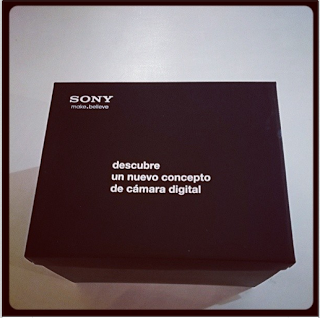 SONY
make.believe
descubre
un nuevo concepto
de cámara digital